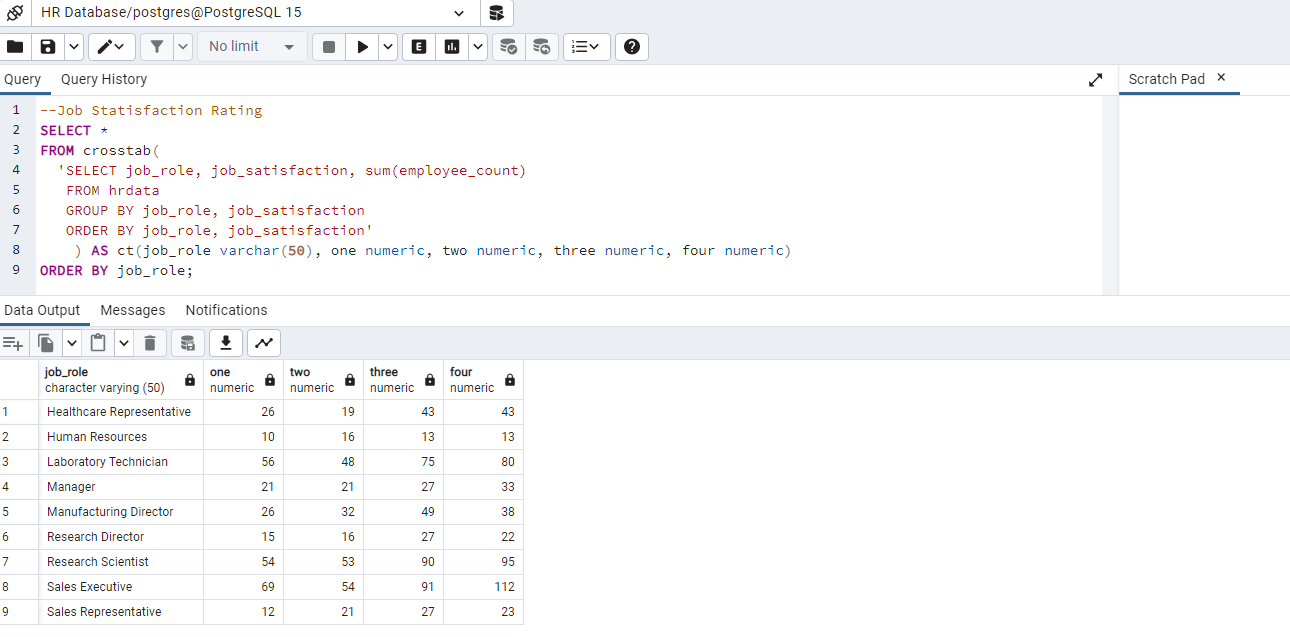 HR Database/postgres@PostgreSQL 15
No limit
E
Query Query History
Scratch Pad
1 --Job Statisfaction Rating
2 SELECT *
3 FROM crosstab(
4 'SELECT job_role, job_satisfaction, sum(employee_count)
5 FROM hrdata
6 GROUP BY job_role, job_satisfaction
7 ORDER BY job_role, job_satisfaction'
8 ) AS ct(job_role varchar(50), one numeric, two numeric, three numeric, four numeric)
9 ORDER BY job_role;
Data Output Messages Notifications
job_role one two three four
character varying (50) numeric numeric numeric numeric
1 Healthcare Representative 26 19 43 43
2 Human Resources 10 16 13 13
3 Laboratory Technician 56 48 75 80
4 Manager 21 21 27 33
5 Manufacturing Director 26 32 49 38
6 Research Director 15 16 27 22
7 Research Scientist 54 53 90 95
8 Sales Executive 69 54 91 112
9 Sales Representative 12 21 27 23